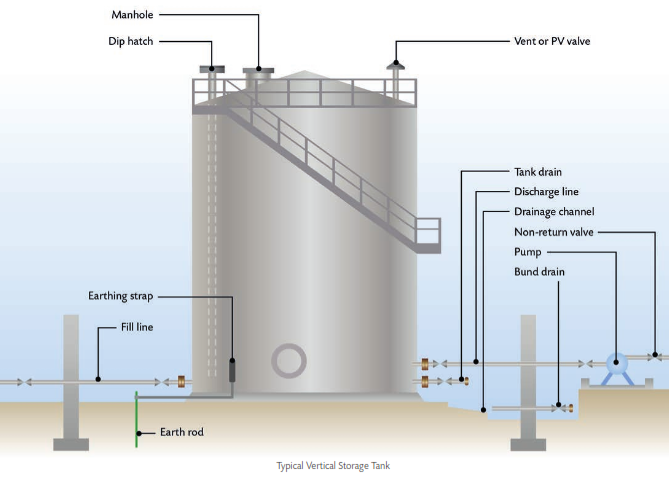 Manhole
Dip hatch
Vent or PV valve
Tank drain
Discharge line
Drainage channel
Non-return valve
Pump
Bund drain
Earthing strap
Fill line
Earth rod
Typical Vertical Storage Tank